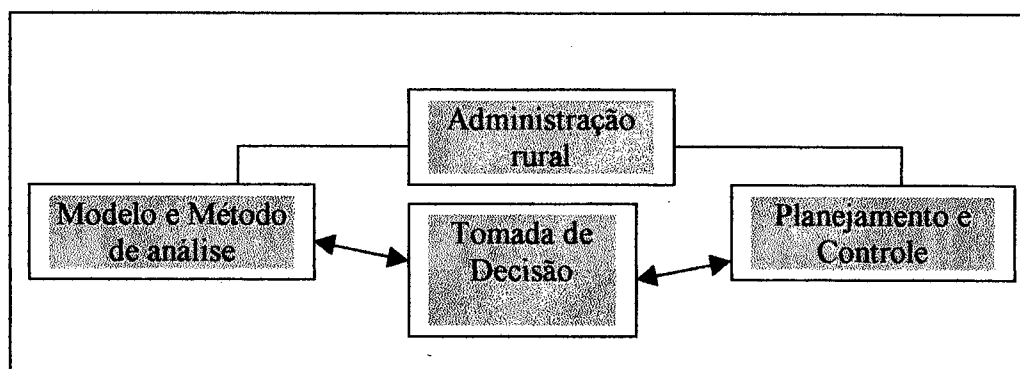 Administração
rural
Modelo e Método
de análise
Tomada de
Decisão
Planejamento e
Controle